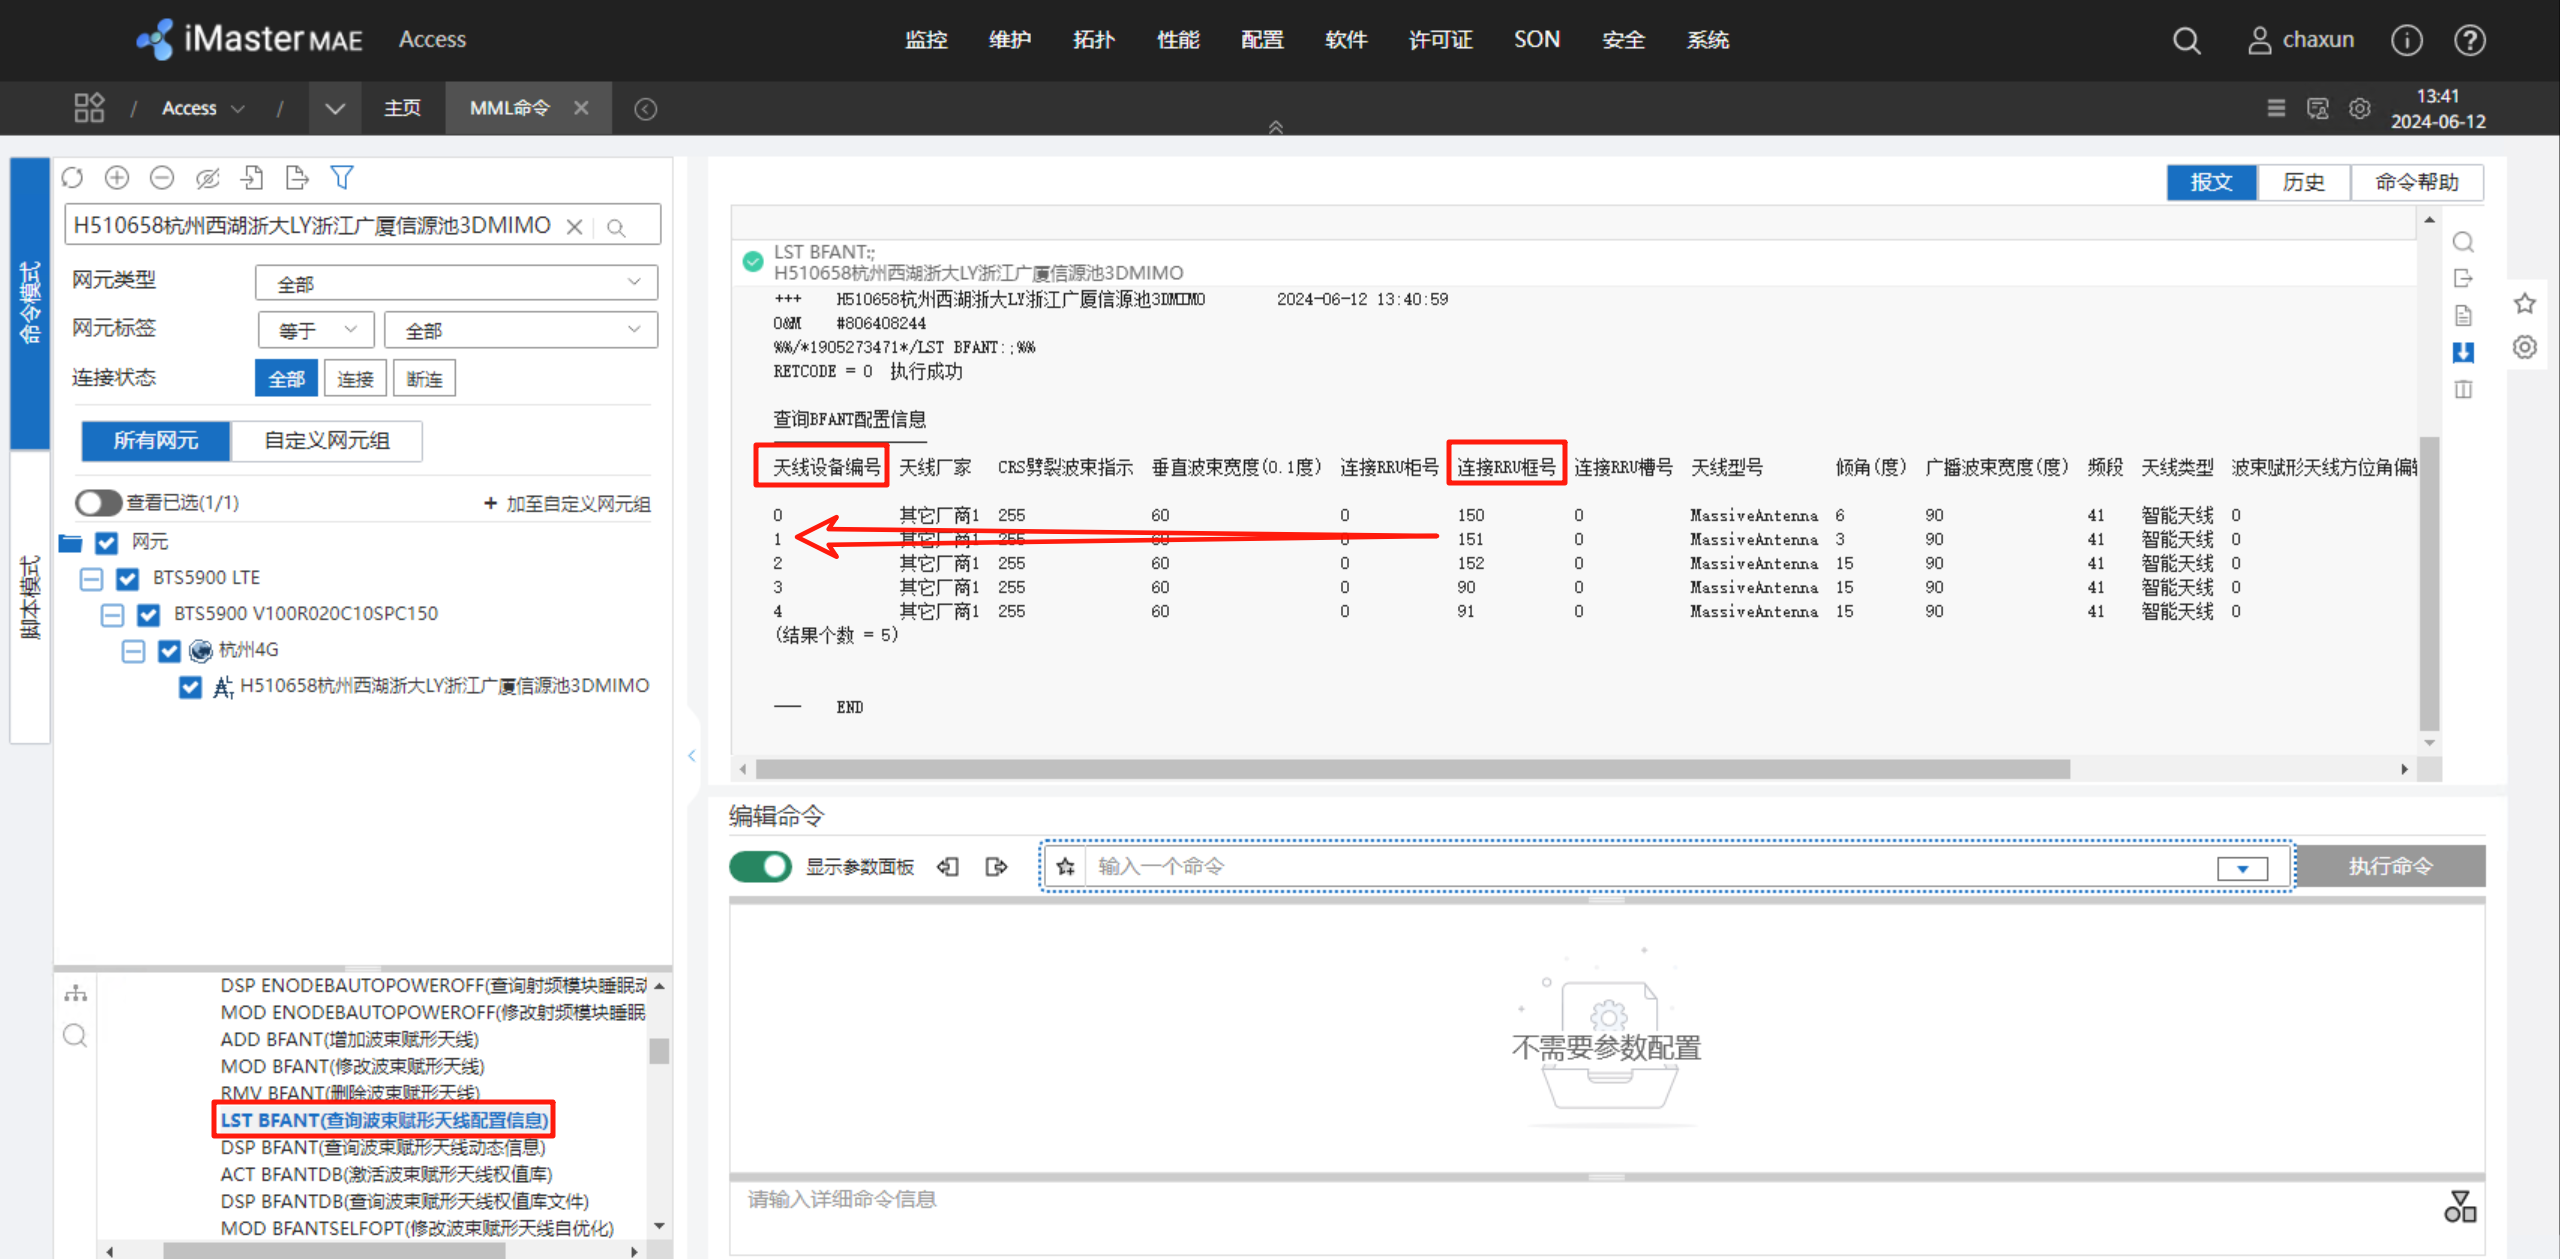 iMaster MAE Access 监控 维护 拓扑 性能 配置 软件 许可证 SON 安全 系统 chaxun
/ Access / 主页 MML命令 13:41
2024-06-12
命令模式
脚本模式
H510658杭州西湖浙大LY浙江广厦信源池3DMIMO
网元类型 全部
网元标签 等于 全部
连接状态 全部 连接 断连
所有网元 自定义网元组
查看已选(1/1) + 加至自定义网元组
网元
BTS5900 LTE
BTS5900 V100R020C10SPC150
杭州4G
H510658杭州西湖浙大LY浙江广厦信源池3DMIMO
DSP ENODEBAUTOPOWEROFF(查询射频模块睡眠动
MOD ENODEBAUTOPOWEROFF(修改射频模块睡眠
ADD BFANT(增加波束赋形天线)
MOD BFANT(修改波束赋形天线)
RMV BFANT(删除波束赋形天线)
LST BFANT(查询波束赋形天线配置信息)
DSP BFANT(查询波束赋形天线动态信息)
ACT BFANTDB(激活波束赋形天线权值库)
DSP BFANTDB(查询波束赋形天线权值库文件)
MOD BFANTSELFOPT(修改波束赋形天线自优化)
报文 历史 命令帮助
LST BFANT:;
H510658杭州西湖浙大LY浙江广厦信源池3DMIMO
+++ H510658杭州西湖浙大LY浙江广厦信源池3DMIMO 2024-06-12 13:40:59
O&M #806408244
%%/*1905273471*/LST BFANT:;%%
RETCODE = 0 执行成功
查询BFANT配置信息
天线设备编号 天线厂家 CRS劈裂波束指示 垂直波束宽度(0.1度) 连接RRU柜号 连接RRU框号 连接RRU槽号 天线型号 倾角(度) 广播波束宽度(度) 频段 天线类型 波束赋形天线方位角偏
0 其它厂商1 255 60 0 150 0 MassiveAntenna 6 90 41 智能天线 0
1 其它厂商1 255 60 0 151 0 MassiveAntenna 3 90 41 智能天线 0
2 其它厂商1 255 60 0 152 0 MassiveAntenna 15 90 41 智能天线 0
3 其它厂商1 255 60 0 90 0 MassiveAntenna 15 90 41 智能天线 0
4 其它厂商1 255 60 0 91 0 MassiveAntenna 15 90 41 智能天线 0
(结果个数 = 5)
--- END
编辑命令
显示参数面板 输入一个命令 执行命令
不需要参数配置
请输入详细命令信息